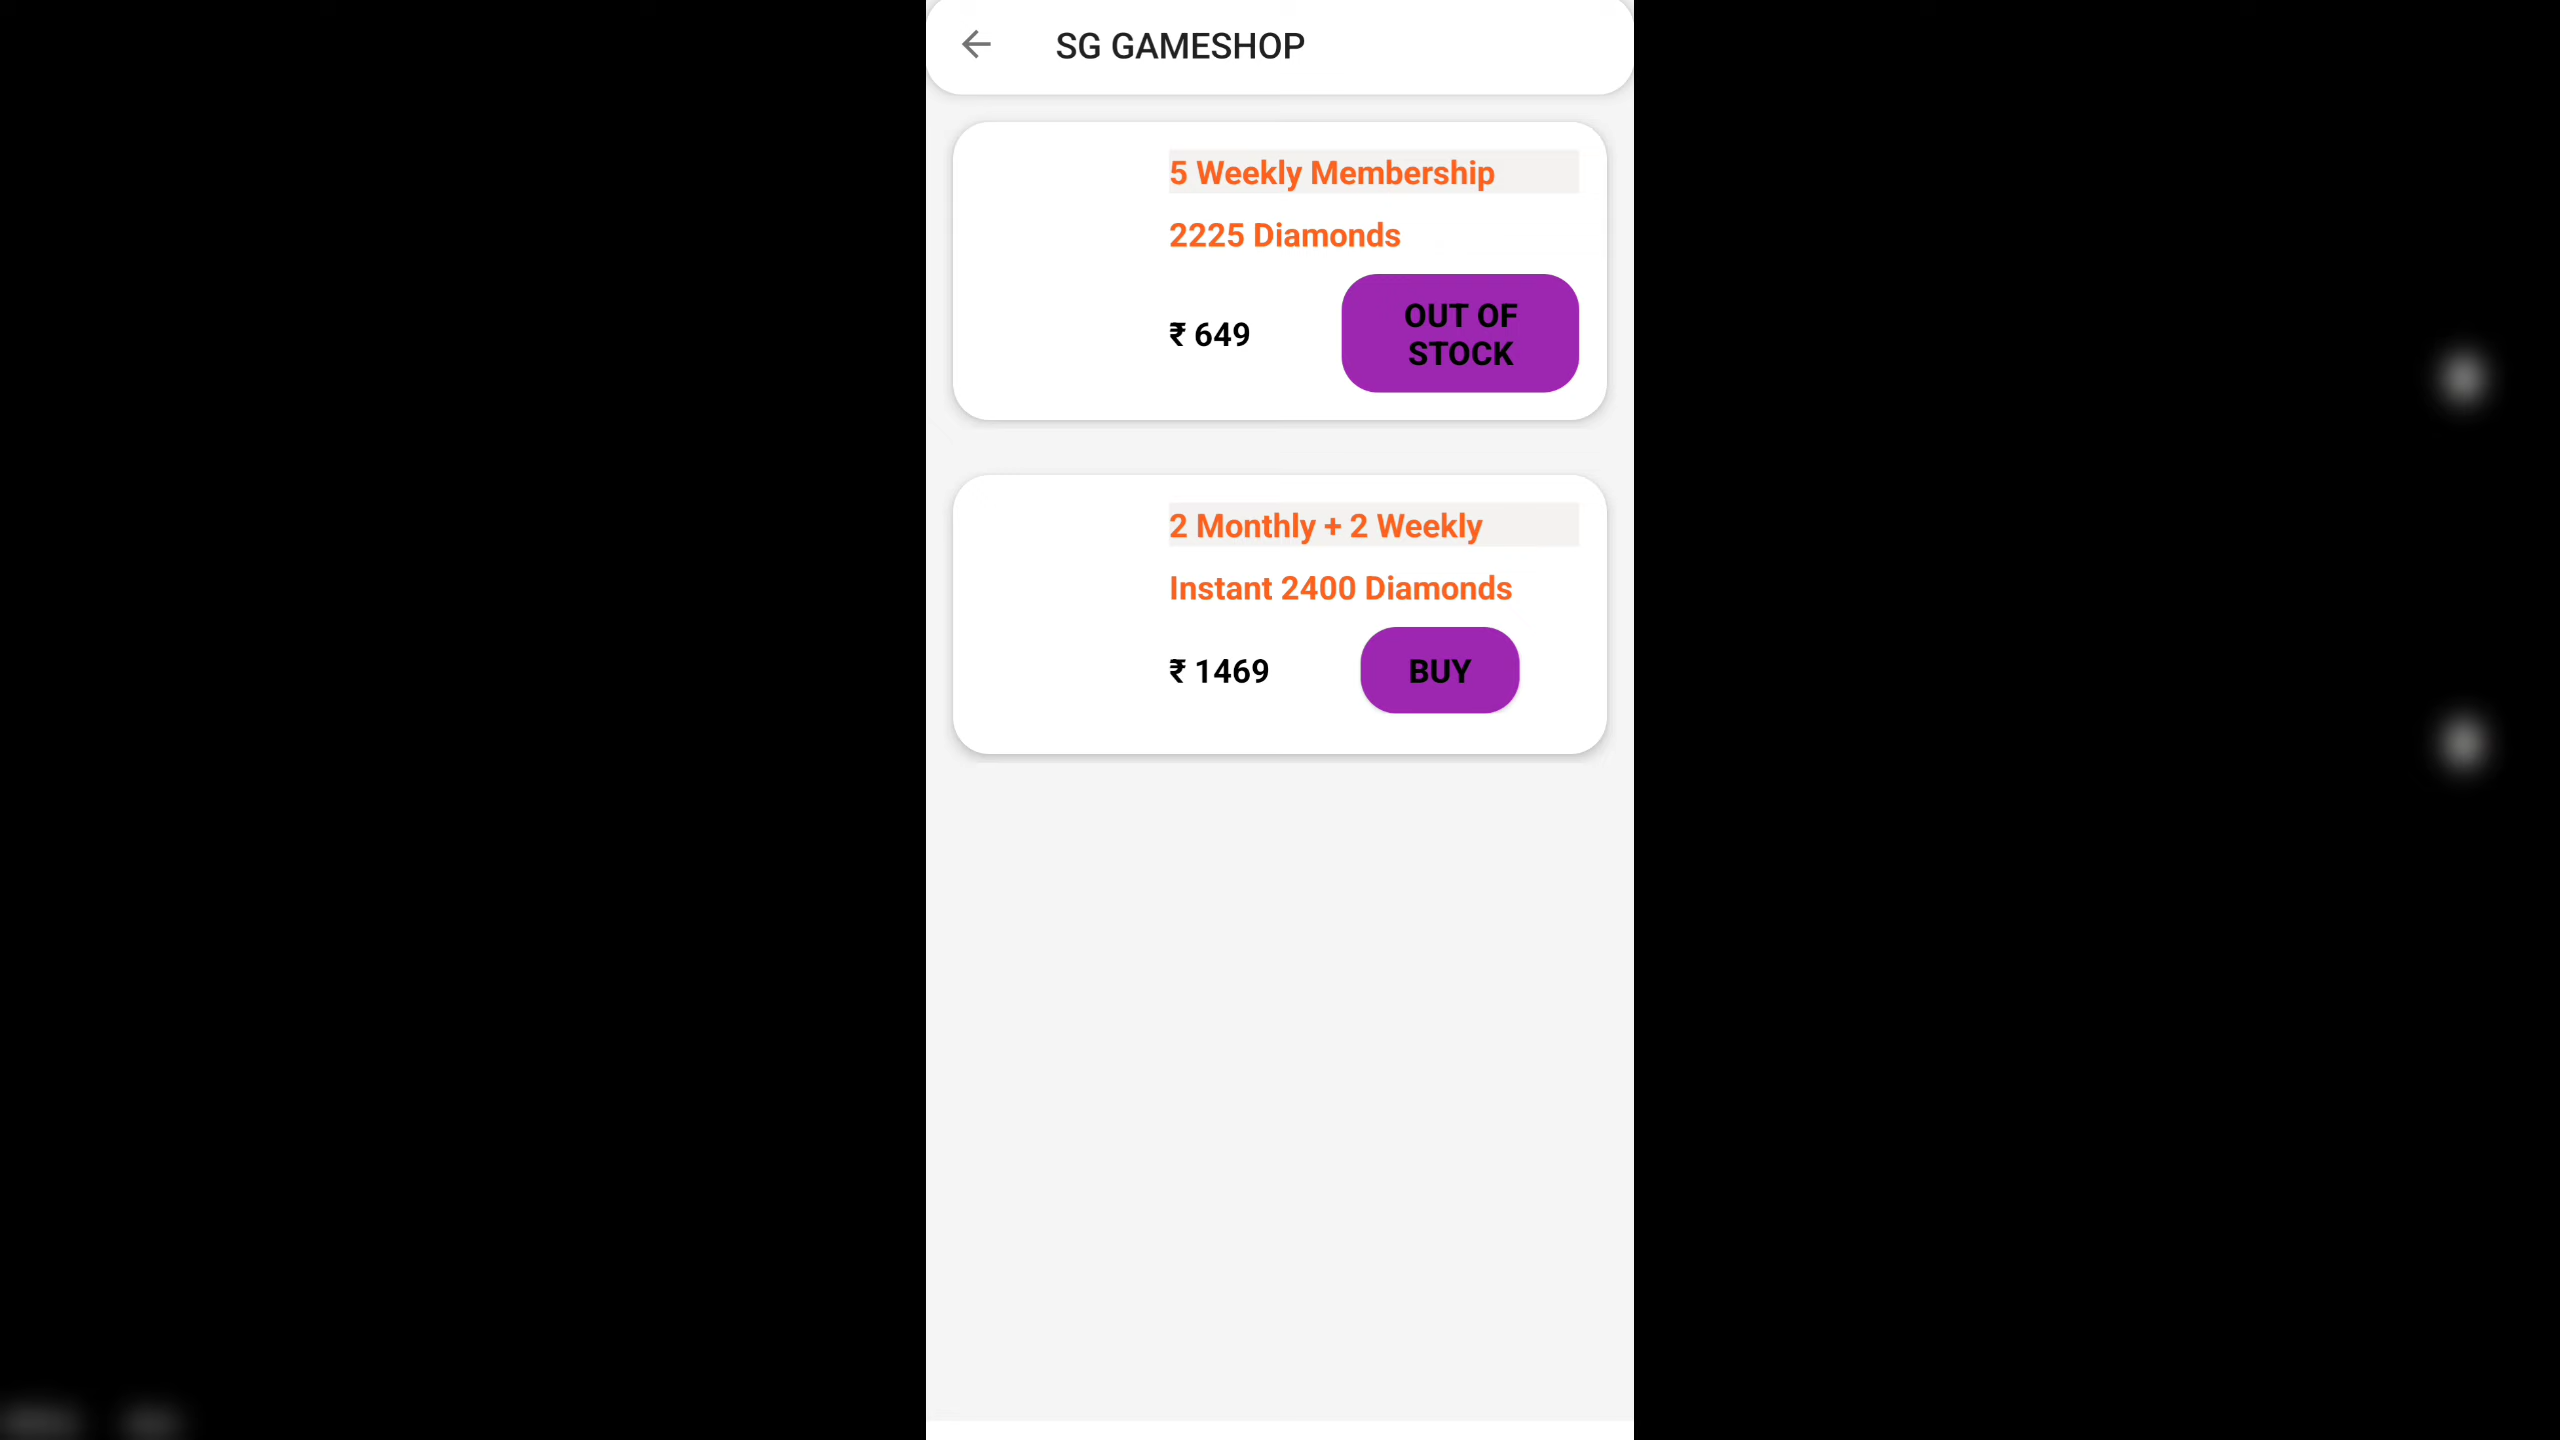 SG GAMESHOP
5 Weekly Membership
2225 Diamonds
₹ 649
OUT OF
STOCK
2 Monthly + 2 Weekly
Instant 2400 Diamonds
₹ 1469
BUY